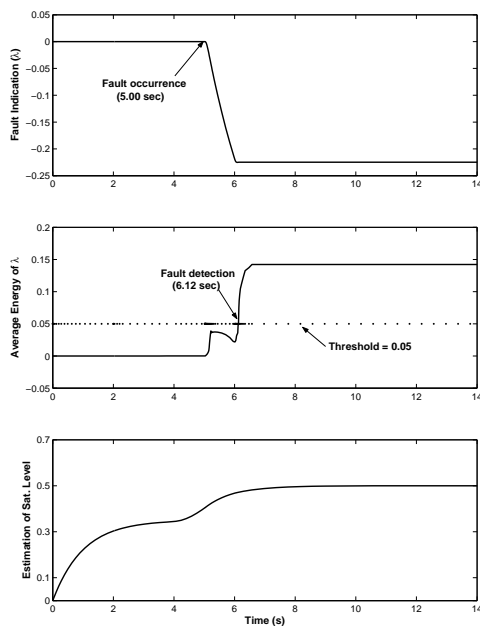 0.05
0
−0.05
−0.1
−0.15
−0.2
−0.25
Fault Indication (λ)
Fault occurrence
(5.00 sec)
0 2 4 6 8 10 12 14
0.2
0.15
0.1
0.05
0
−0.05
Average Energy of λ
Fault detection
(6.12 sec)
Threshold = 0.05
0 2 4 6 8 10 12 14
0.7
0.5
0.3
0.1
0
Estimation of Sat. Level
0 2 4 6 8 10 12 14
Time (s)